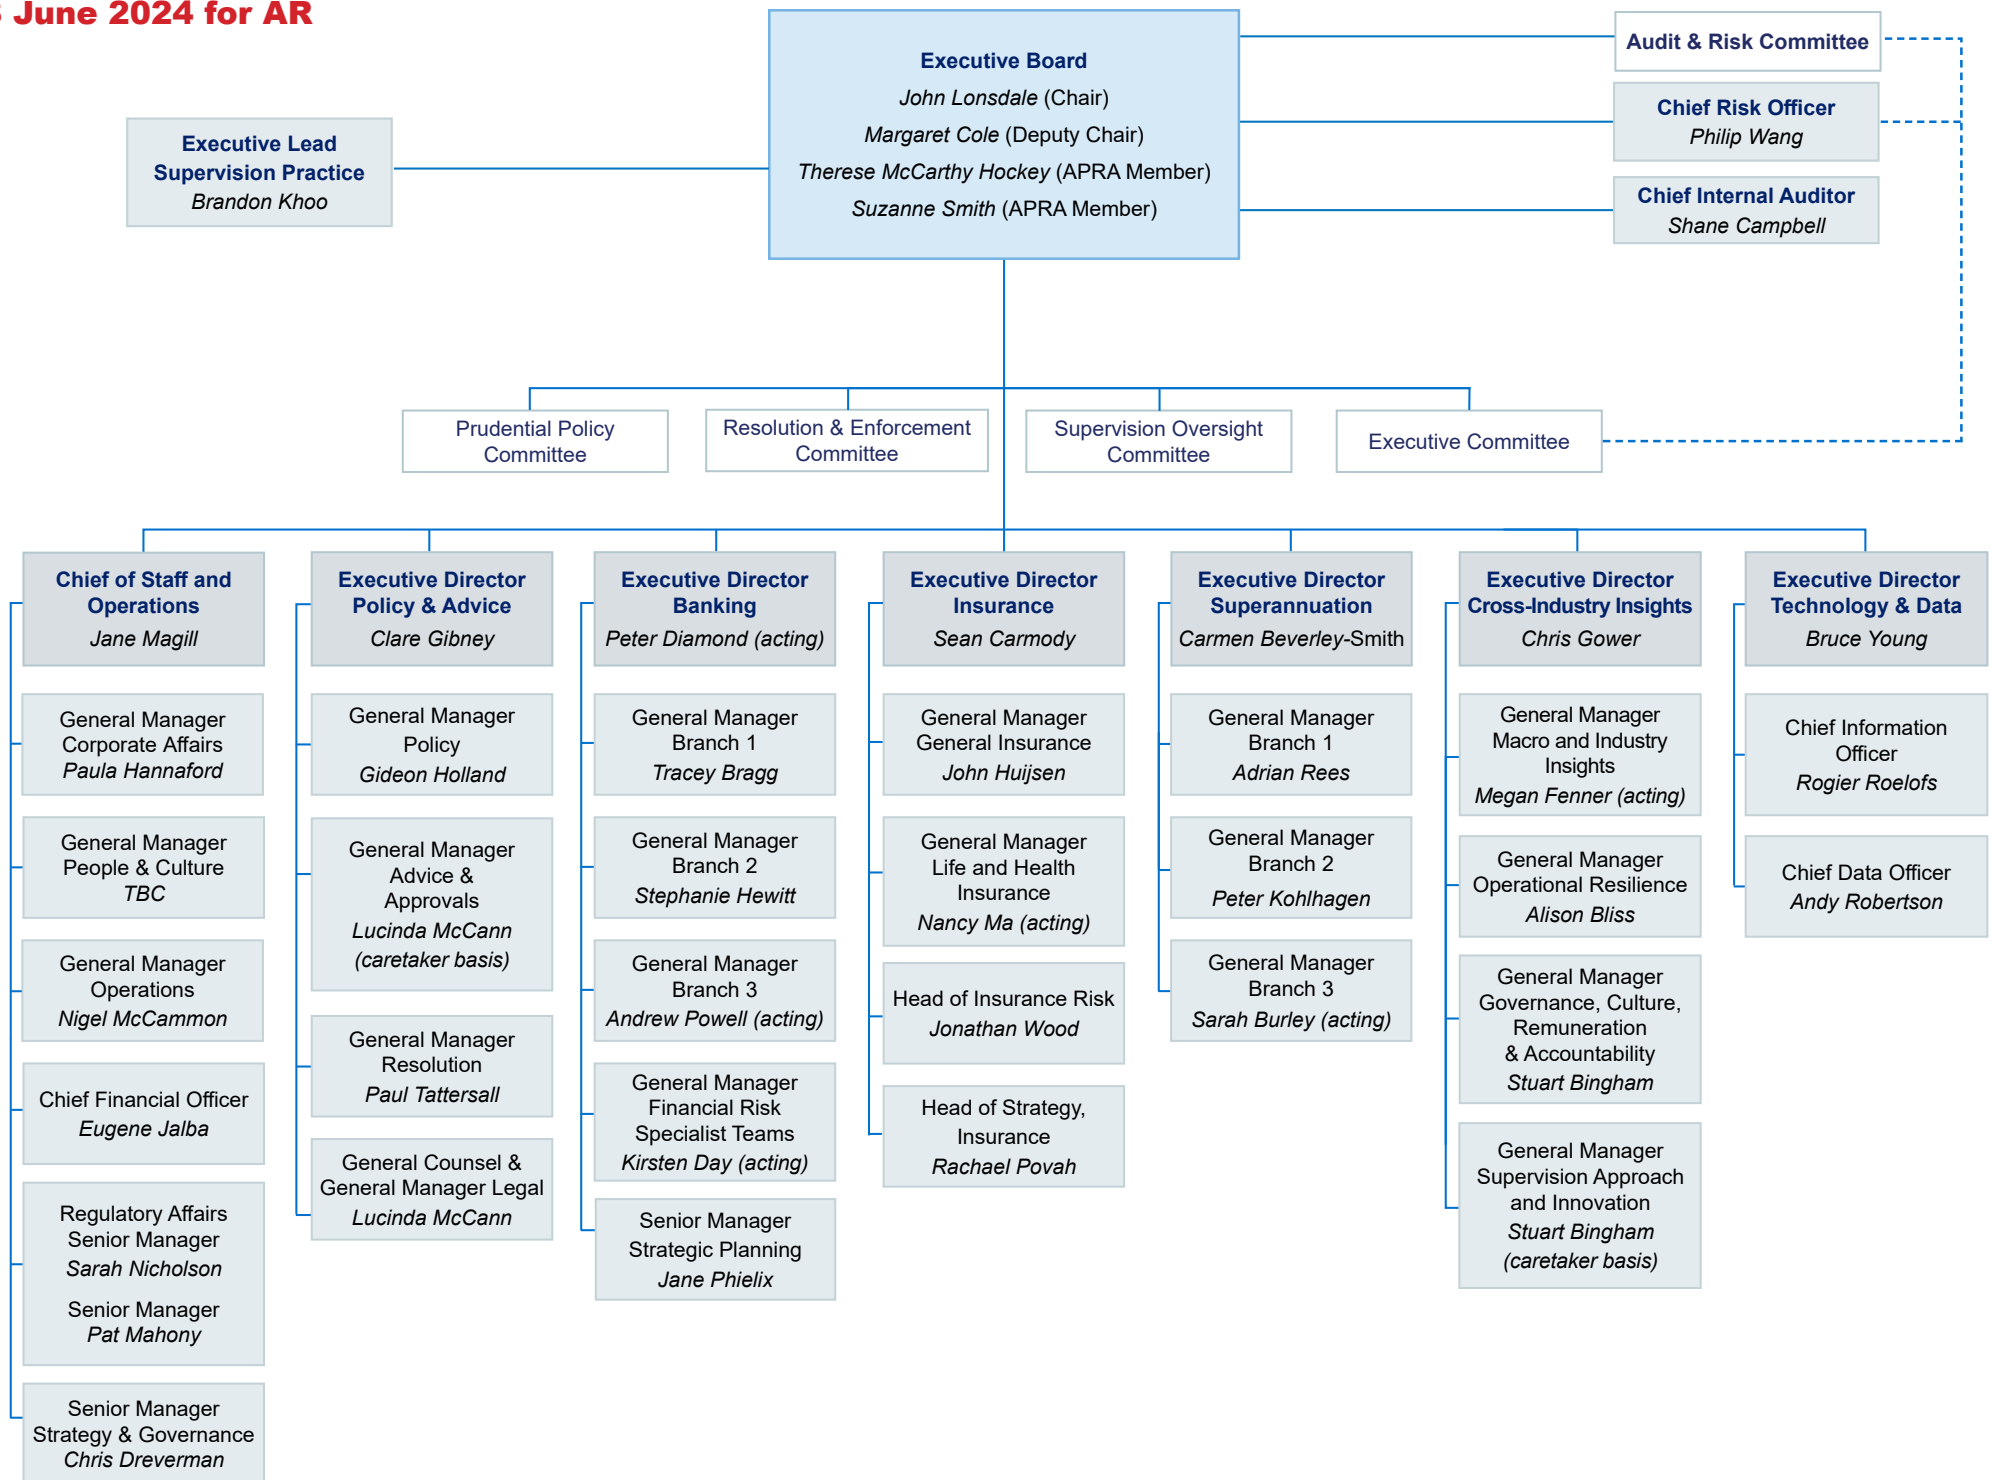 June 2024 for AR
Executive Board
John Lonsdale (Chair)
Margaret Cole (Deputy Chair)
Therese McCarthy Hockey (APRA Member)
Suzanne Smith (APRA Member)
Audit & Risk Committee
Chief Risk Officer
Philip Wang
Chief Internal Auditor
Shane Campbell
Executive Lead
Supervision Practice
Brandon Khoo
Prudential Policy
Committee
Resolution & Enforcement
Committee
Supervision Oversight
Committee
Executive Committee
Chief of Staff and
Operations
Jane Magill
General Manager
Corporate Affairs
Paula Hannaford
General Manager
People & Culture
TBC
General Manager
Operations
Nigel McCammon
Chief Financial Officer
Eugene Jalba
Regulatory Affairs
Senior Manager
Sarah Nicholson
Senior Manager
Pat Mahony
Senior Manager
Strategy & Governance
Chris Dreverman
Executive Director
Policy & Advice
Clare Gibney
General Manager
Policy
Gideon Holland
General Manager
Advice &
Approvals
Lucinda McCann
(caretaker basis)
General Manager
Resolution
Paul Tattersall
General Counsel &
General Manager Legal
Lucinda McCann
Executive Director
Banking
Peter Diamond (acting)
General Manager
Branch 1
Tracey Bragg
General Manager
Branch 2
Stephanie Hewitt
General Manager
Branch 3
Andrew Powell (acting)
General Manager
Financial Risk
Specialist Teams
Kirsten Day (acting)
Senior Manager
Strategic Planning
Jane Phielix
Executive Director
Insurance
Sean Carmody
General Manager
General Insurance
John Huijsen
General Manager
Life and Health
Insurance
Nancy Ma (acting)
Head of Insurance Risk
Jonathan Wood
Head of Strategy,
Insurance
Rachael Povah
Executive Director
Superannuation
Carmen Beverley-Smith
General Manager
Branch 1
Adrian Rees
General Manager
Branch 2
Peter Kohlhagen
General Manager
Branch 3
Sarah Burley (acting)
Executive Director
Cross-Industry Insights
Chris Gower
General Manager
Macro and Industry
Insights
Megan Fenner (acting)
General Manager
Operational Resilience
Alison Bliss
General Manager
Governance, Culture,
Remuneration
& Accountability
Stuart Bingham
General Manager
Supervision Approach
and Innovation
Stuart Bingham
(caretaker basis)
Executive Director
Technology & Data
Bruce Young
Chief Information
Officer
Rogier Roelofs
Chief Data Officer
Andy Robertson